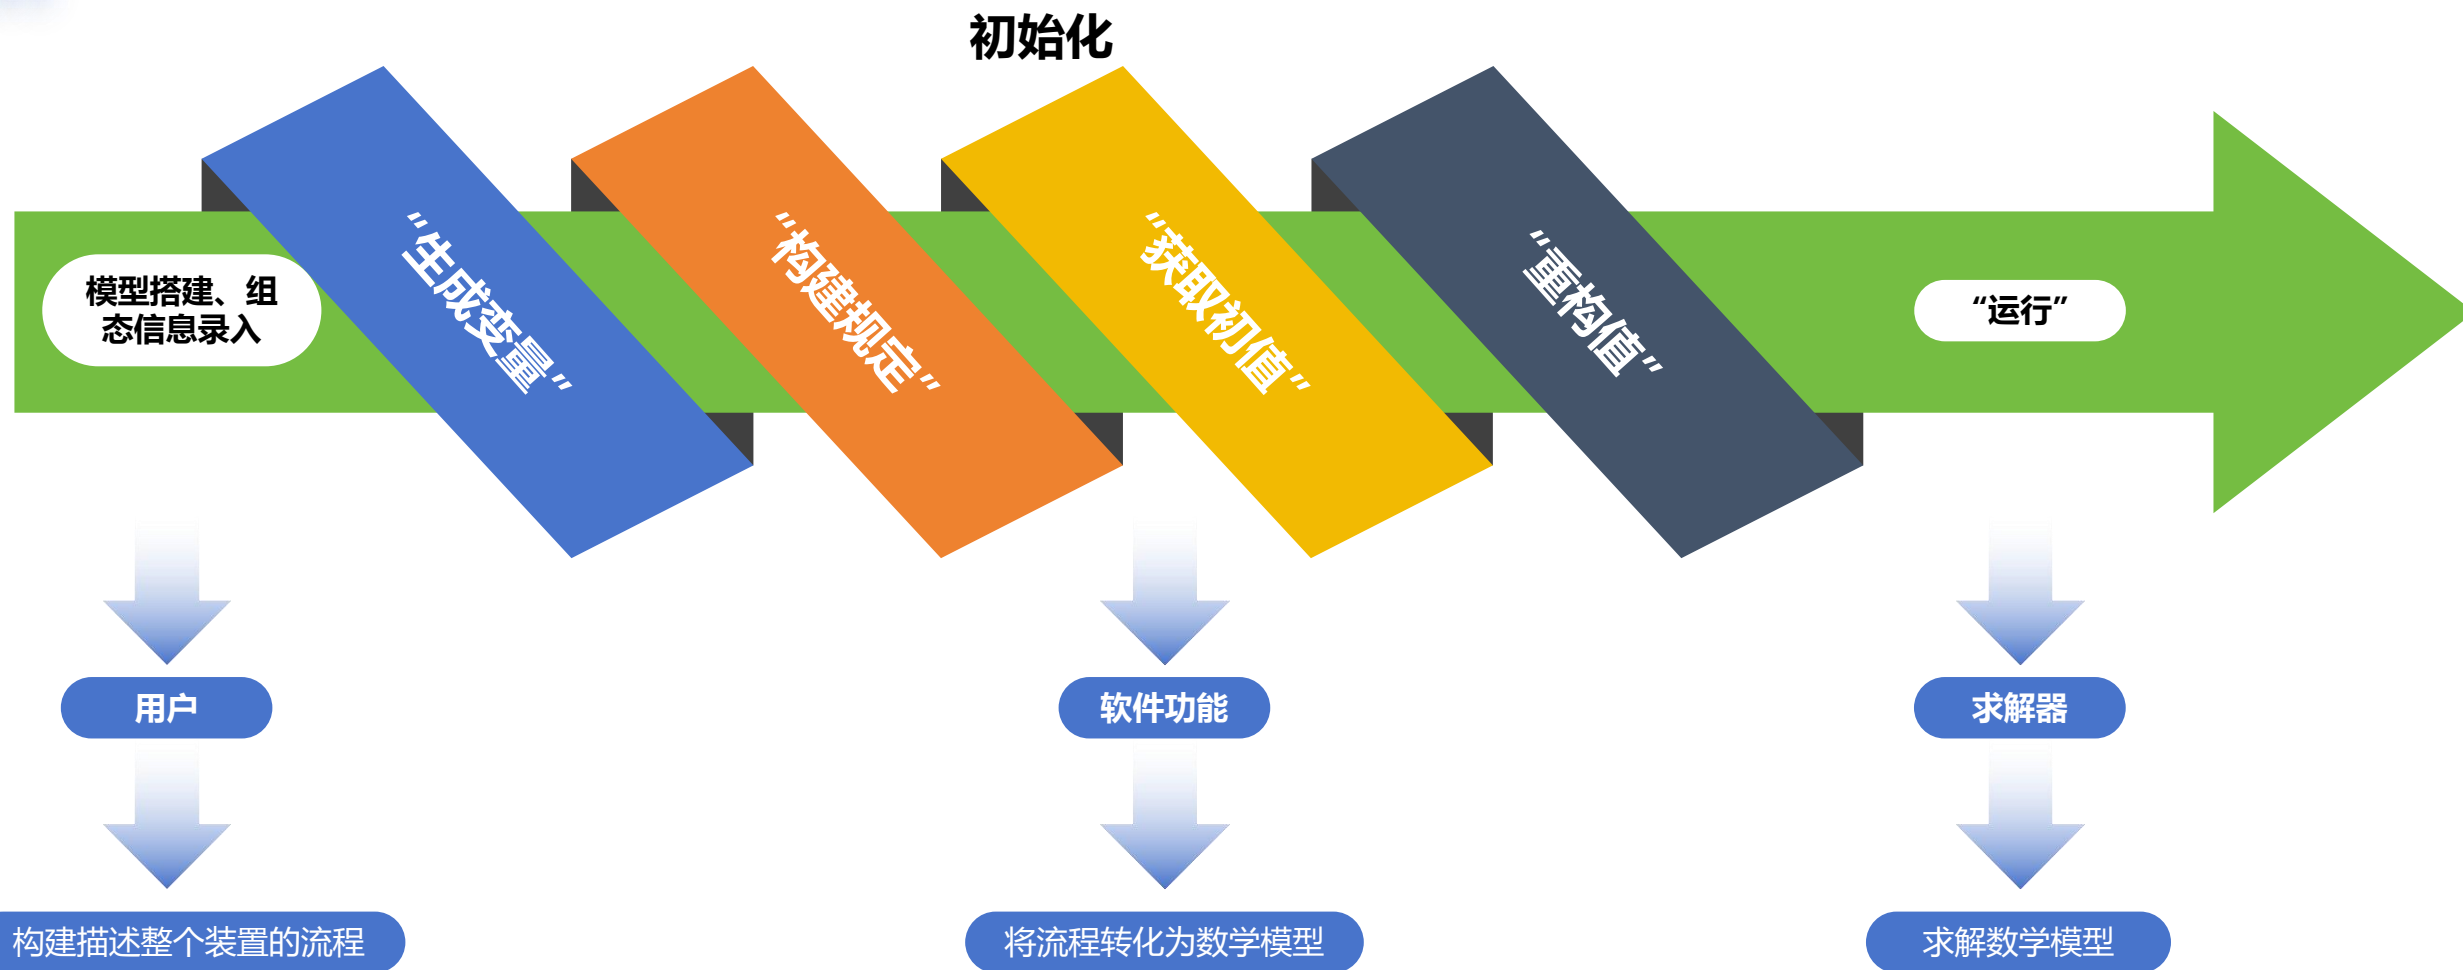 初始化
模型搭建、组
态信息录入
“生成变量”
“构建规定”
“获取初值”
“重构值”
“运行”
用户
软件功能
求解器
构建描述整个装置的流程
将流程转化为数学模型
求解数学模型